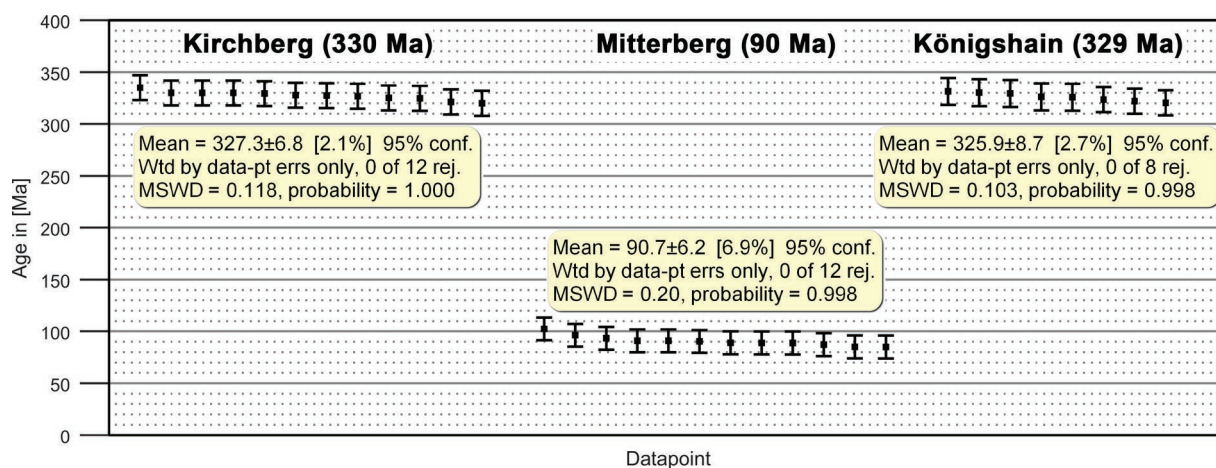 400
350
300
250
200
150
100
50
0
Age in [Ma]
Kirchberg (330 Ma)
Mean = 327.3±6.8 [2.1%] 95% conf.
Wtd by data-pt errs only, 0 of 12 rej.
MSWD = 0.118, probability = 1.000
Mitterberg (90 Ma)
Mean = 90.7±6.2 [6.9%] 95% conf.
Wtd by data-pt errs only, 0 of 12 rej.
MSWD = 0.20, probability = 0.998
Königshain (329 Ma)
Mean = 325.9±8.7 [2.7%] 95% conf.
Wtd by data-pt errs only, 0 of 8 rej.
MSWD = 0.103, probability = 0.998
Datapoint